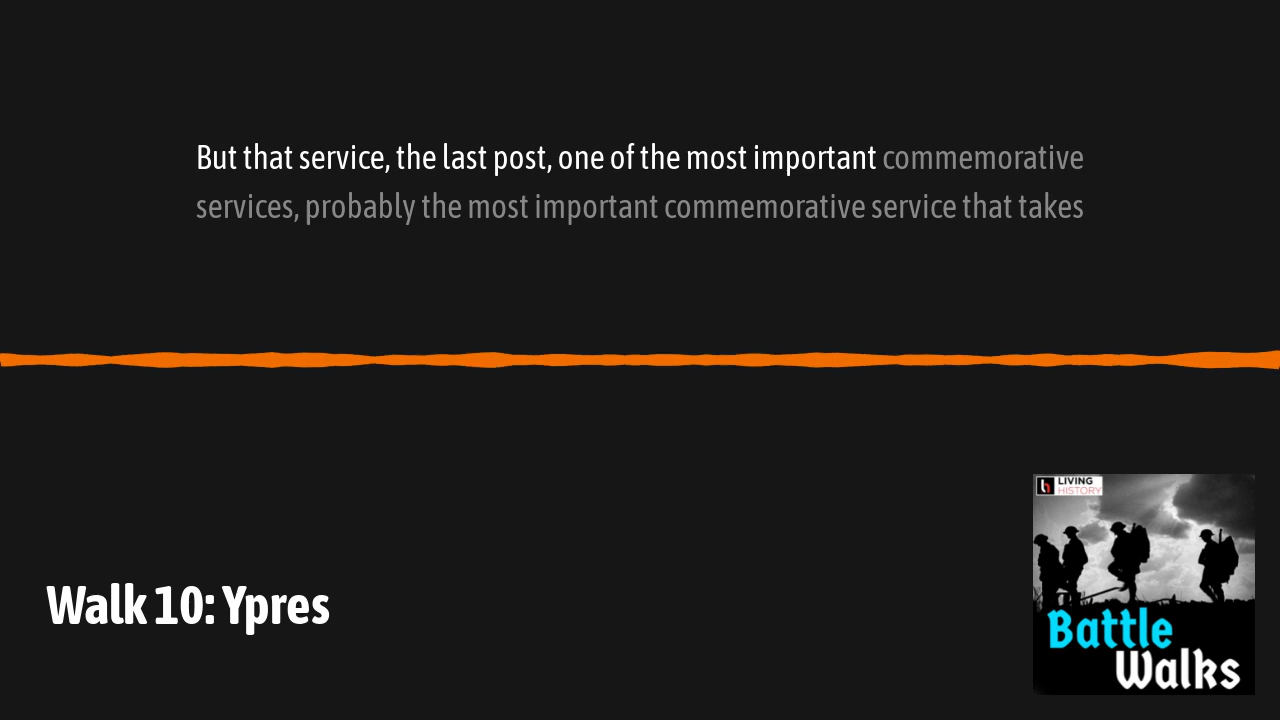 But that service, the last post, one of the most important commemorative
services, probably the most important commemorative service that takes
LIVING
HISTORY
Battle
Walks
Walk 10: Ypres